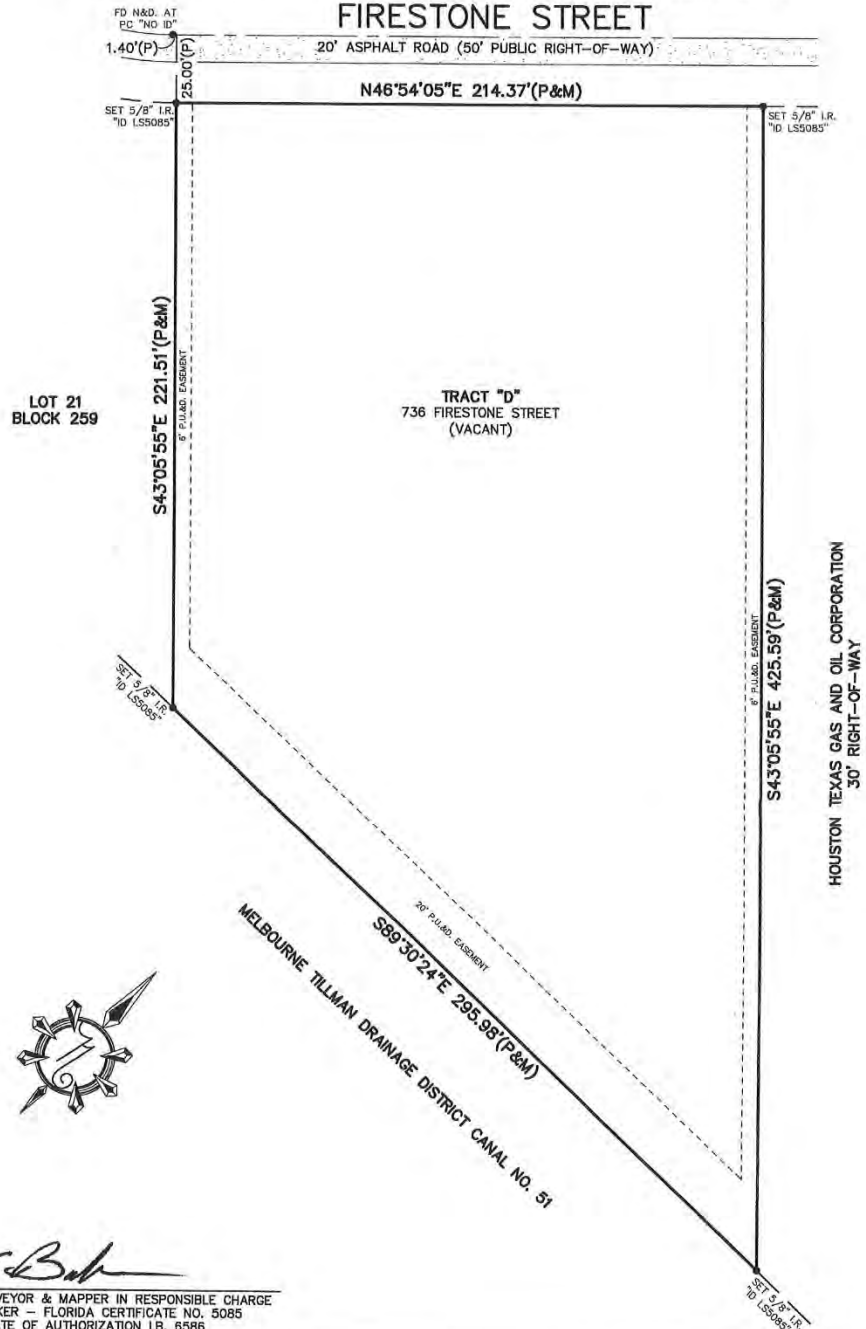 FIRESTONE STREET
FD N&D. AT
PC "NO ID"
1.40'(P)
25.00'(P)
20' ASPHALT ROAD (50' PUBLIC RIGHT-OF-WAY)
N46°54'05"E 214.37'(P&M)
SET 5/8" I.R.
"ID LS5085"
SET 5/8" I.R.
"ID LS5085"
S43°05'55"E 221.51'(P&M)
6' P.U.&D. EASEMENT
LOT 21
BLOCK 259
TRACT "D"
736 FIRESTONE STREET
(VACANT)
6' P.U.&D. EASEMENT
S43°05'55"E 425.59'(P&M)
HOUSTON TEXAS GAS AND OIL CORPORATION
30' RIGHT-OF-WAY
SET 5/8" I.R.
"ID LS5085"
20' P.U.&D. EASEMENT
S89°30'24"E 295.98'(P&M)
MELBOURNE TILLMAN DRAINAGE DISTRICT CANAL NO. 51
SET 5/8" I.R.
"ID LS5085"
VEYOR & MAPPER IN RESPONSIBLE CHARGE
KER – FLORIDA CERTIFICATE NO. 5085
TE OF AUTHORIZATION LB. 6586